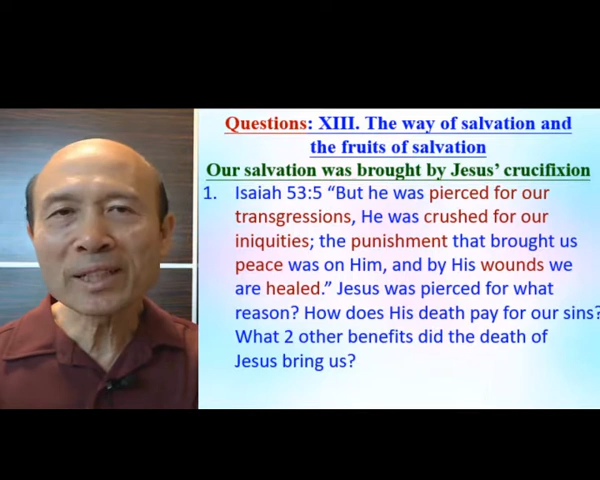 Questions: XIII. The way of salvation and
the fruits of salvation
Our salvation was brought by Jesus’ crucifixion
1. Isaiah 53:5 “But he was pierced for our
transgressions, He was crushed for our
iniquities; the punishment that brought us
peace was on Him, and by His wounds we
are healed.” Jesus was pierced for what
reason? How does His death pay for our sins?
What 2 other benefits did the death of
Jesus bring us?